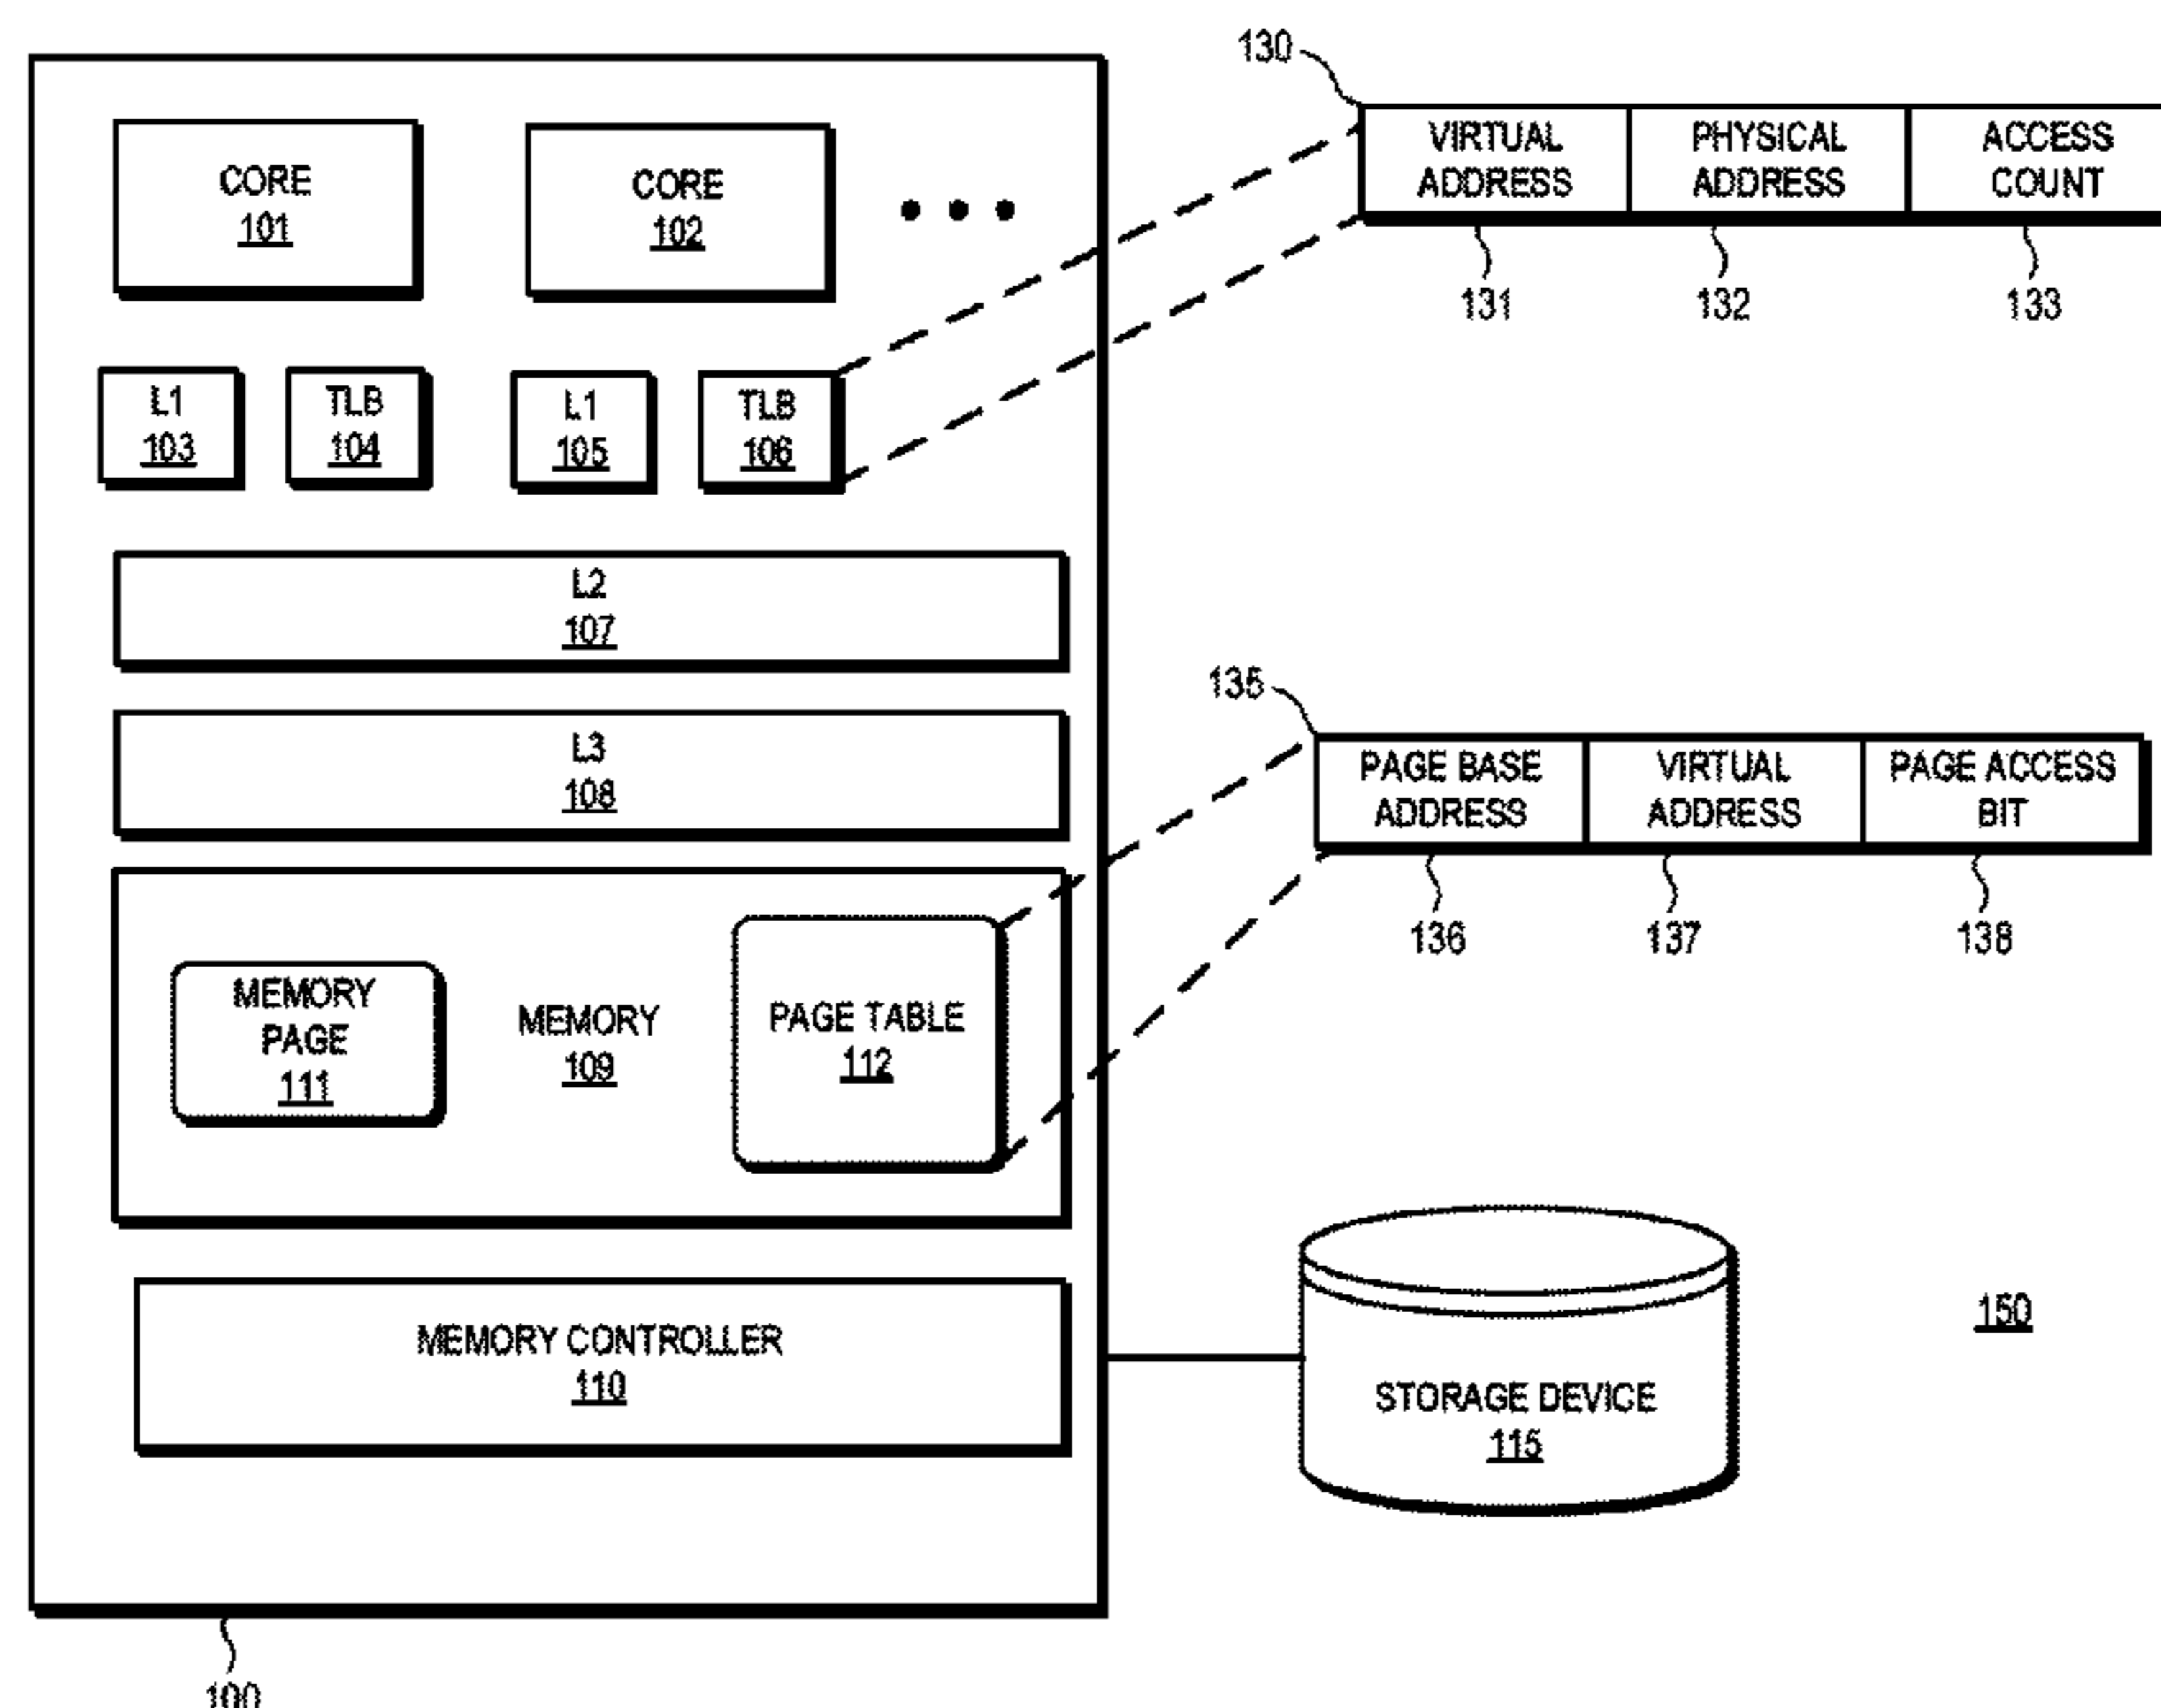 130
VIRTUAL ADDRESS
PHYSICAL ADDRESS
ACCESS COUNT
131
132
133
CORE
101
CORE
102
L1
103
TLB
104
L1
105
TLB
106
L2
107
L3
108
135
PAGE BASE ADDRESS
VIRTUAL ADDRESS
PAGE ACCESS BIT
136
137
138
MEMORY PAGE
111
MEMORY
109
PAGE TABLE
112
MEMORY CONTROLLER
110
STORAGE DEVICE
115
150
100